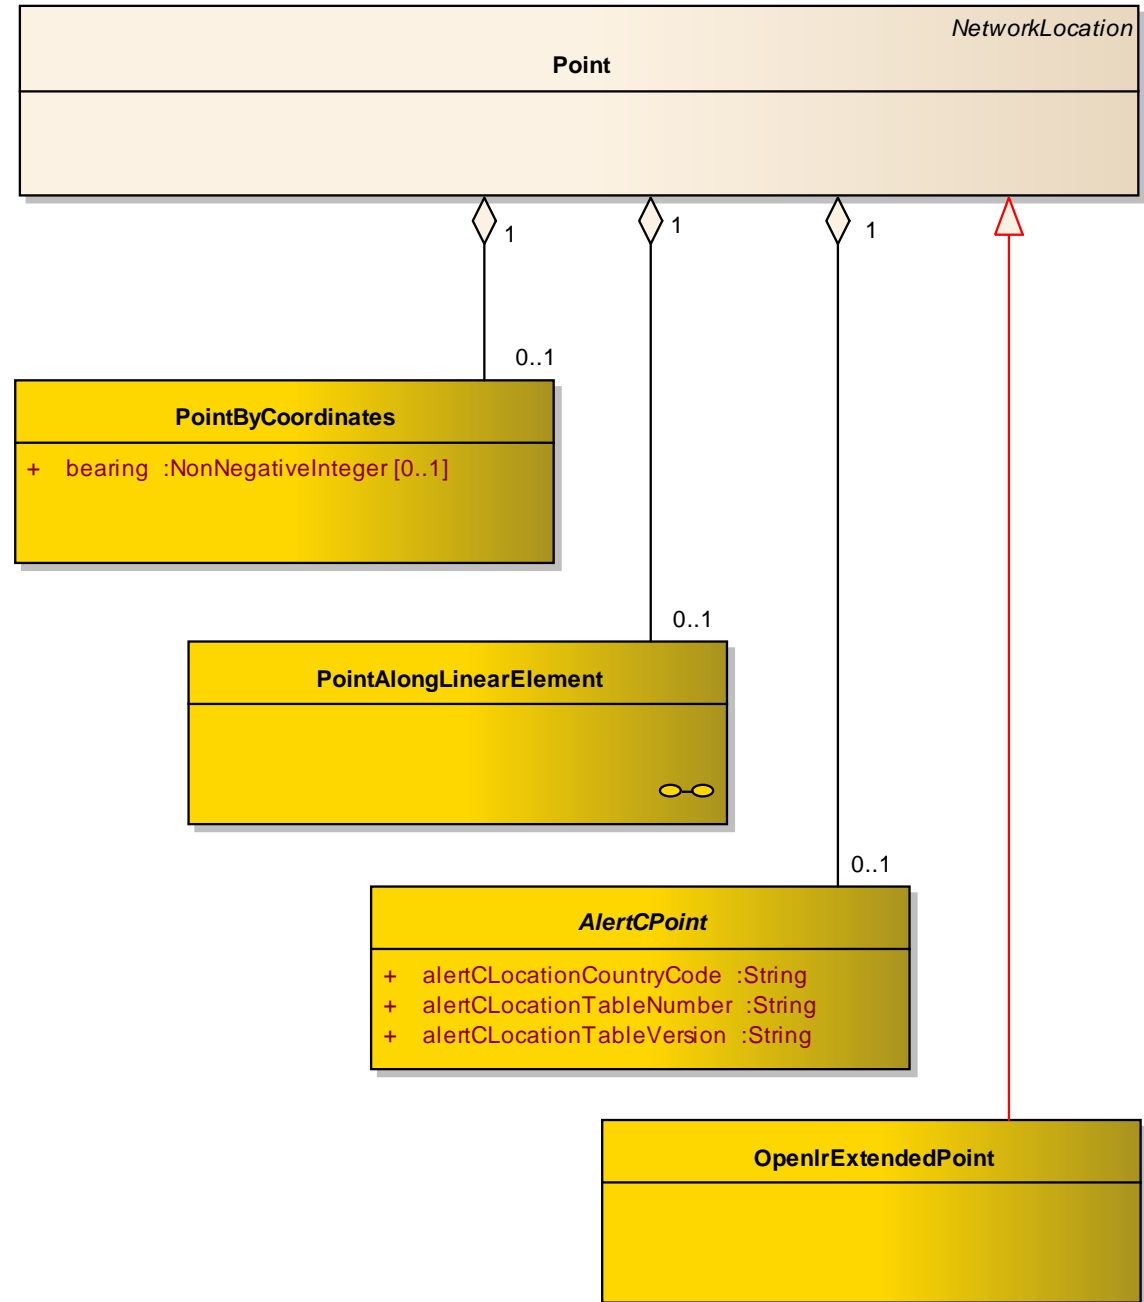 NetworkLocation
Point
1
1
1
0..1
PointByCoordinates
+ bearing :NonNegativeInteger [0..1]
0..1
PointAlongLinearElement
0..1
AlertCPoint
+ alertCLocationCountryCode :String
+ alertCLocationTableNumber :String
+ alertCLocationTableVersion :String
OpenlrExtendedPoint